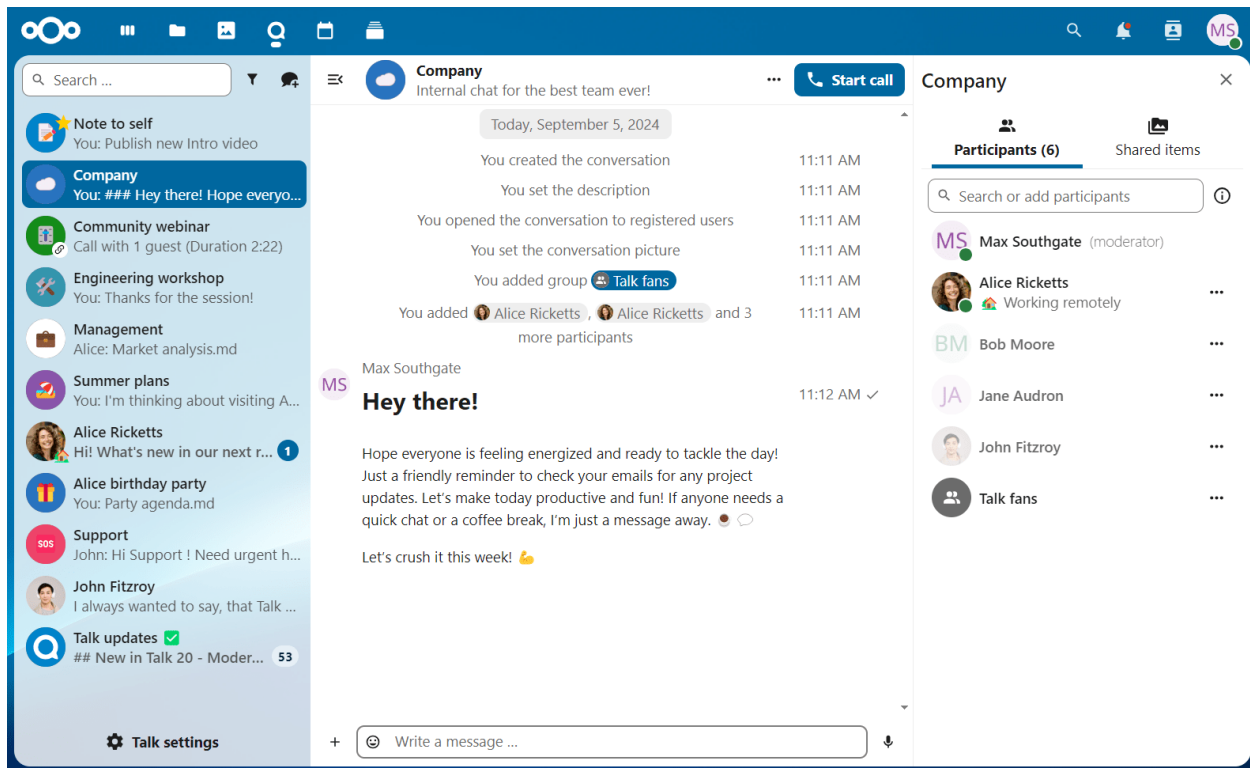 MS
Search ...
Note to self
You: Publish new Intro video
Company
You: ### Hey there! Hope everyo...
Community webinar
Call with 1 guest (Duration 2:22)
Engineering workshop
You: Thanks for the session!
Management
Alice: Market analysis.md
Summer plans
You: I'm thinking about visiting A...
Alice Ricketts
Hi! What's new in our next r... 1
Alice birthday party
You: Party agenda.md
SOS
Support
John: Hi Support ! Need urgent h...
John Fitzroy
I always wanted to say, that Talk ...
Talk updates ✅
## New in Talk 20 - Moder... 53
Talk settings
Company
Internal chat for the best team ever!
Start call
Today, September 5, 2024
You created the conversation 11:11 AM
You set the description 11:11 AM
You opened the conversation to registered users 11:11 AM
You set the conversation picture 11:11 AM
You added group Talk fans 11:11 AM
You added Alice Ricketts , Alice Ricketts and 3 11:11 AM
more participants
Max Southgate
MS
Hey there! 11:12 AM ✓
Hope everyone is feeling energized and ready to tackle the day!
Just a friendly reminder to check your emails for any project
updates. Let's make today productive and fun! If anyone needs a
quick chat or a coffee break, I'm just a message away. ☕ 💬
Let's crush it this week! 💪
Write a message ...
Company
Participants (6) Shared items
Search or add participants
MS Max Southgate (moderator)
Alice Ricketts
🏡 Working remotely
BM Bob Moore
JA Jane Audron
John Fitzroy
Talk fans